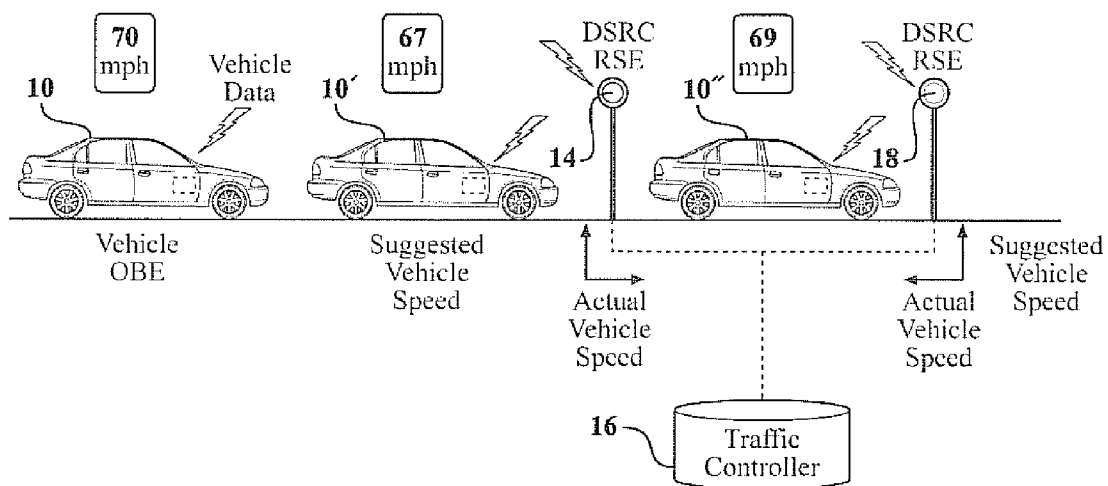 70
mph
10
Vehicle
Data
67
mph
10′
DSRC
RSE
14
69
mph
10″
DSRC
RSE
18
Vehicle
OBE
Suggested
Vehicle
Speed
Actual
Vehicle
Speed
Actual
Vehicle
Speed
Suggested
Vehicle
Speed
16
Traffic
Controller